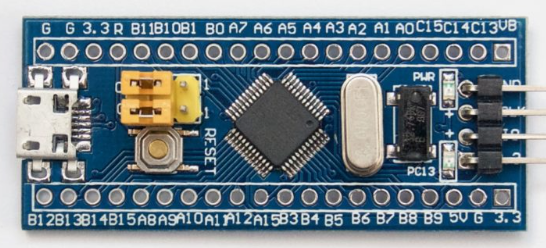 G G 3.3 R B11 B10 B1 B0 A7 A6 A5 A4 A3 A2 A1 A0 C15 C14 C13 VB
1
PWR
+
+
1
RESET
PC13
B12 B13 B14 B15 A8 A9 A10 A11 A12 A15 B3 B4 B5 B6 B7 B8 B9 5V G 3.3